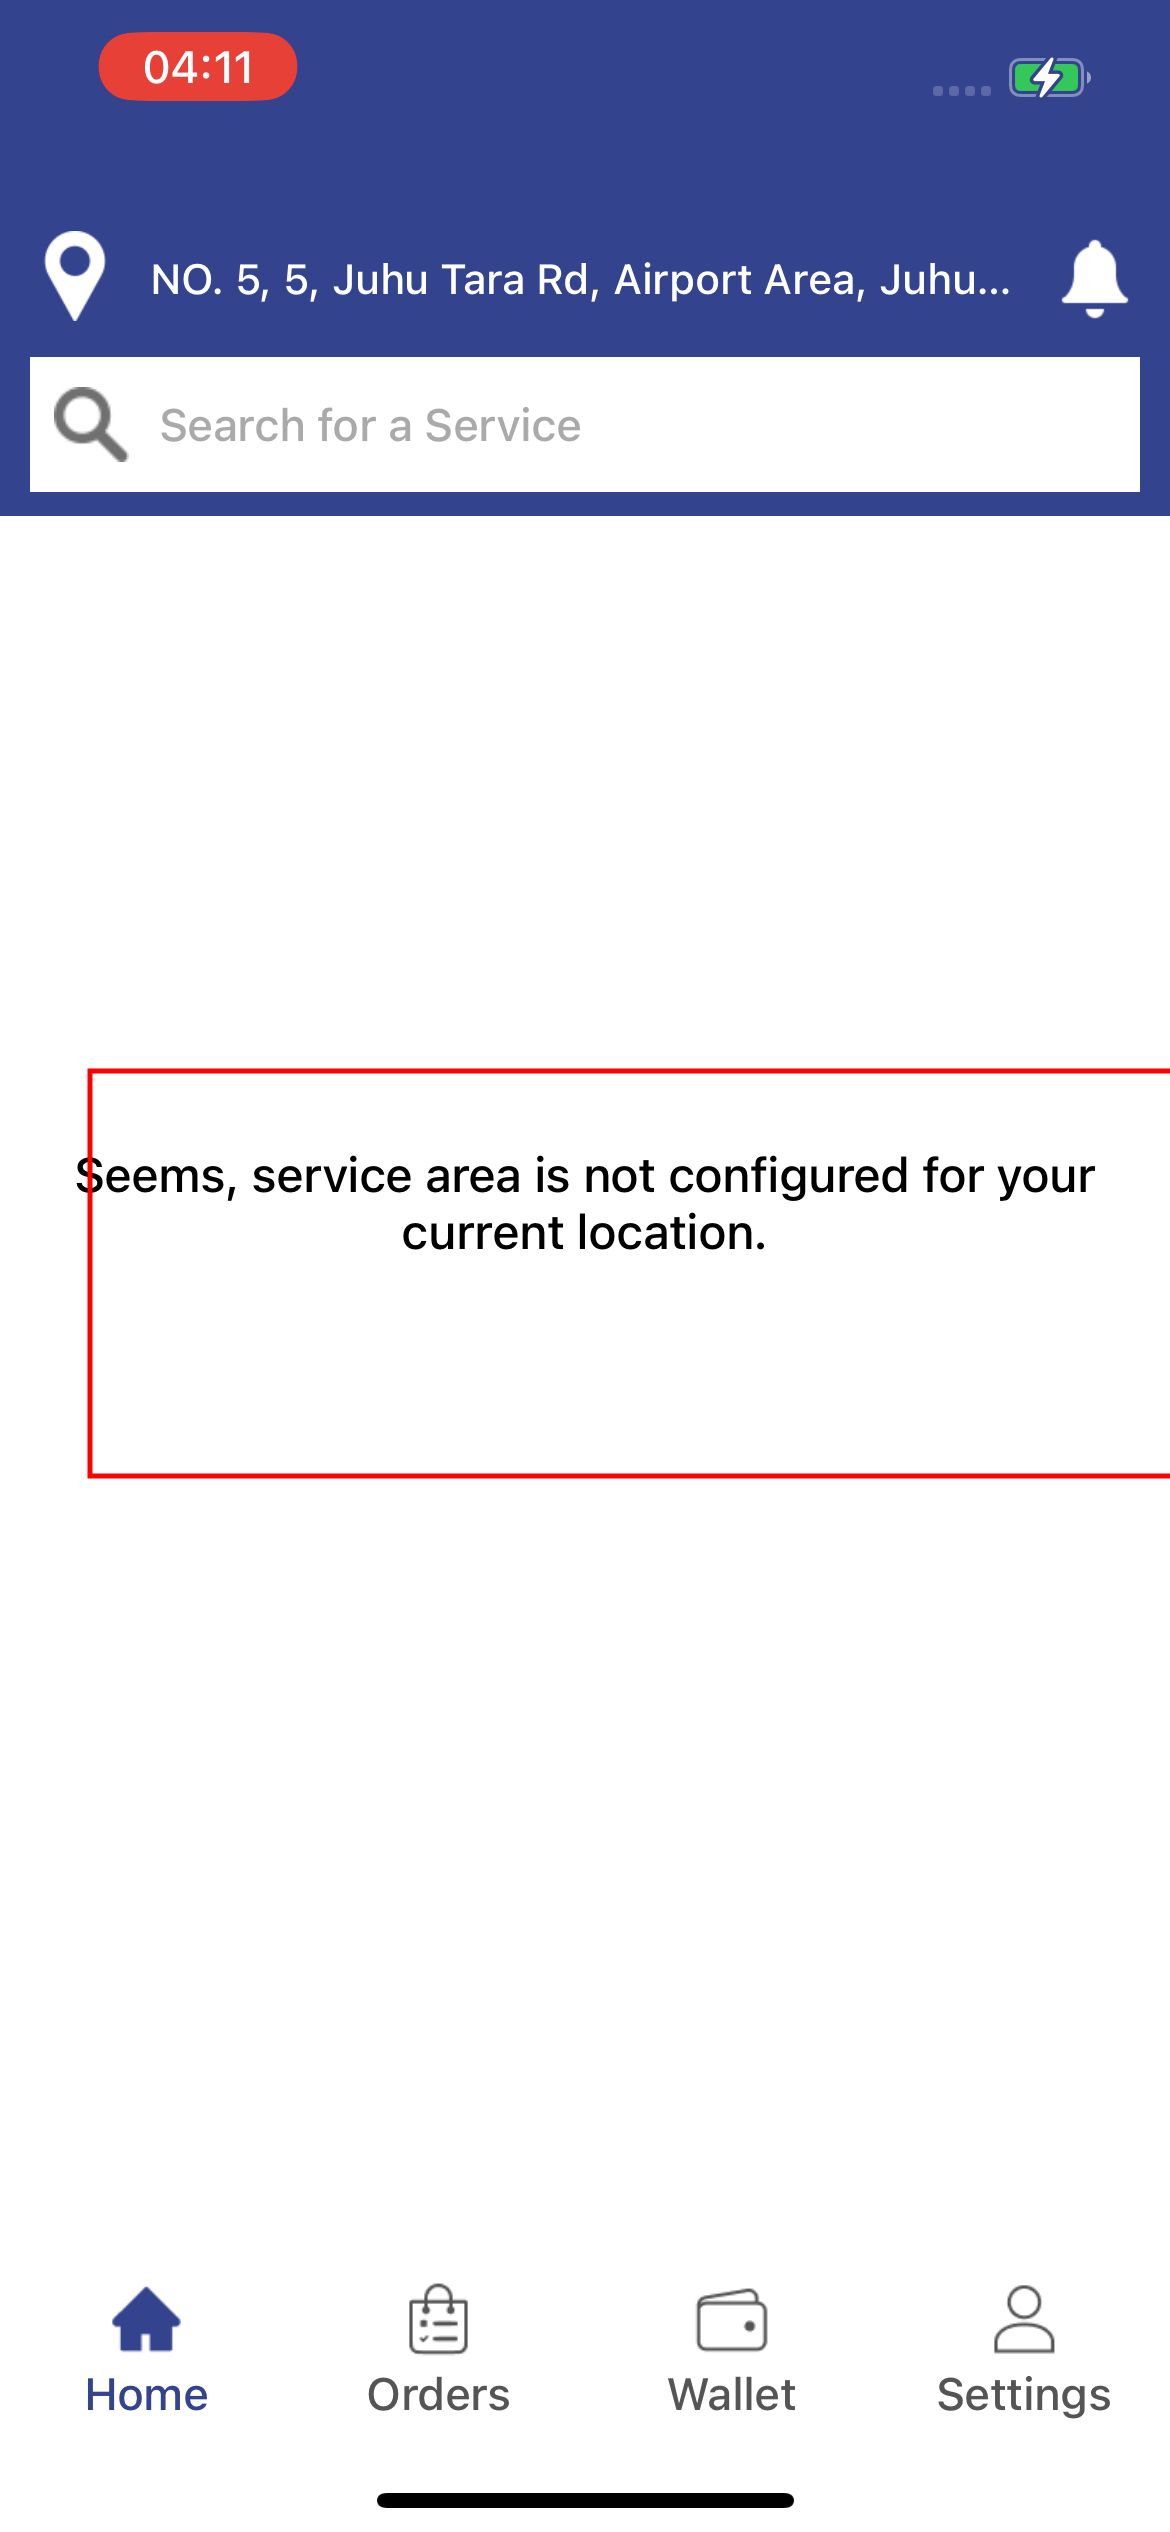 04:11
NO. 5, 5, Juhu Tara Rd, Airport Area, Juhu...
Search for a Service
Seems, service area is not configured for your
current location.
Home
Orders
Wallet
Settings